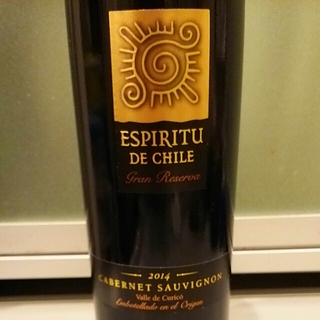 ESPIRITU
DE CHILE
Gran Reserva
2014
CABERNET SAUVIGNON
Valle de Curicó
Embotellado en el Origen